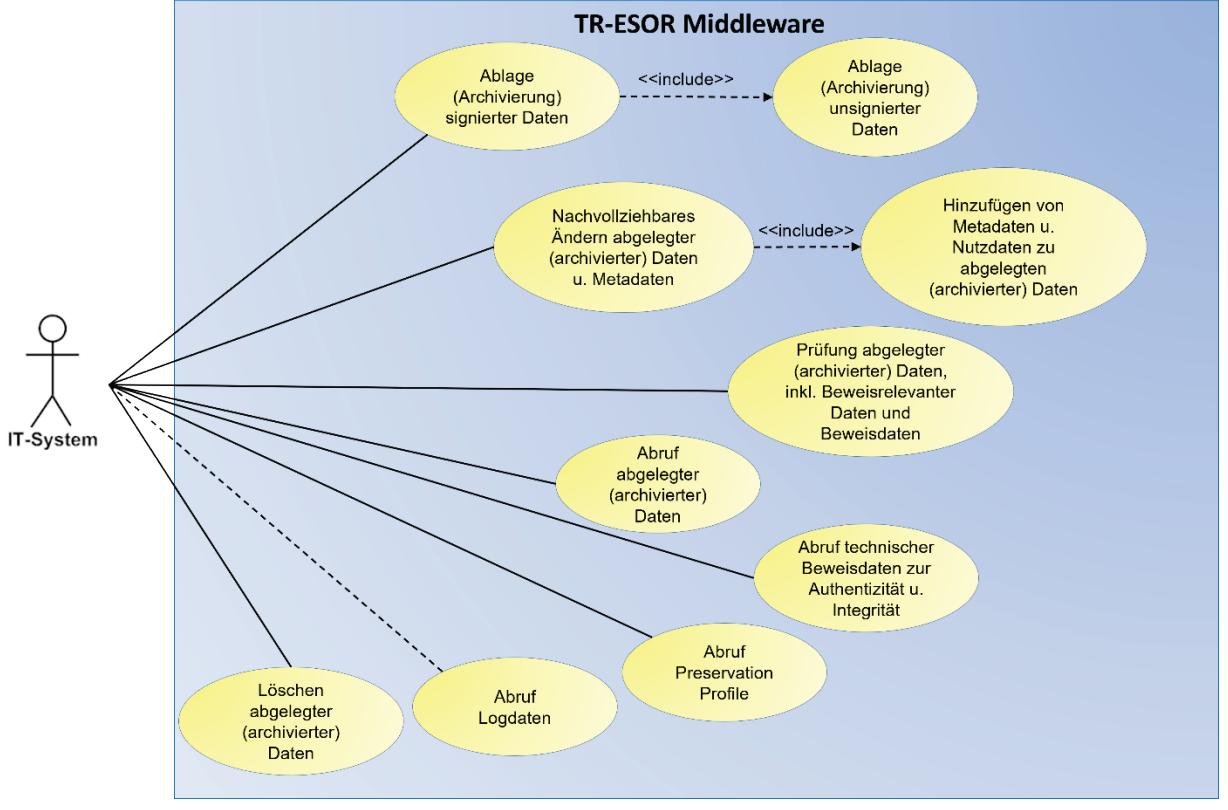 TR-ESOR Middleware
Ablage
(Archivierung)
signierter Daten
<<include>>
Ablage
(Archivierung)
unsignierter
Daten
Nachvollziehbares
Ändern abgelegter
(archivierter) Daten
u. Metadaten
<<include>>
Hinzufügen von
Metadaten u.
Nutzdaten zu
abgelegten
(archivierter) Daten
Prüfung abgelegter
(archivierter) Daten,
inkl. Beweisrelevanter
Daten und
Beweisdaten
IT-System
Abruf
abgelegter
(archivierter)
Daten
Abruf technischer
Beweisdaten zur
Authentizität u.
Integrität
Abruf
Preservation
Profile
Abruf
Logdaten
Löschen
abgelegter
(archivierter)
Daten